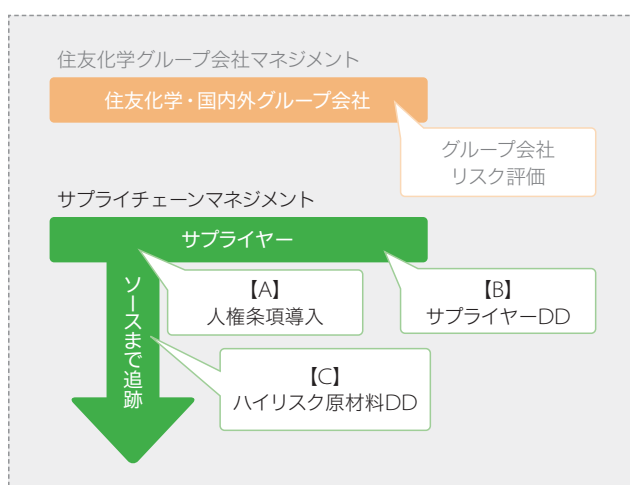 住友化学グループ会社マネジメント
住友化学・国内外グループ会社
グループ会社
リスク評価
サプライチェーンマネジメント
サプライヤー
【A】
人権条項導入
【B】
サプライヤーDD
ソースまで追跡
【C】
ハイリスク原材料DD